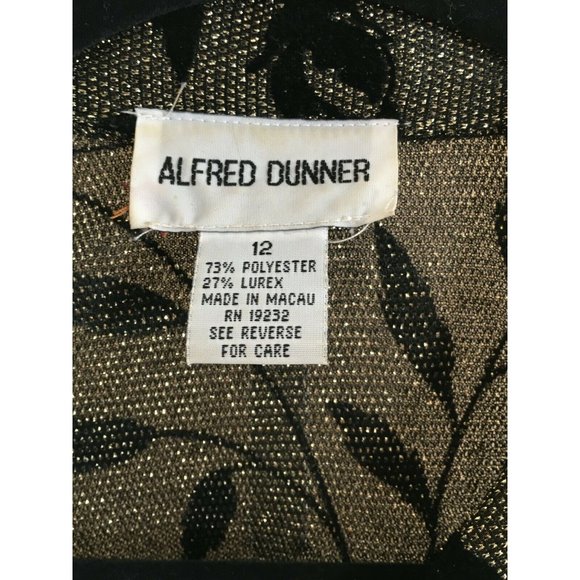 ALFRED DUNNER
12
73% POLYESTER
27% LUREX
MADE IN MACAU
RN 19232
SEE REVERSE
FOR CARE